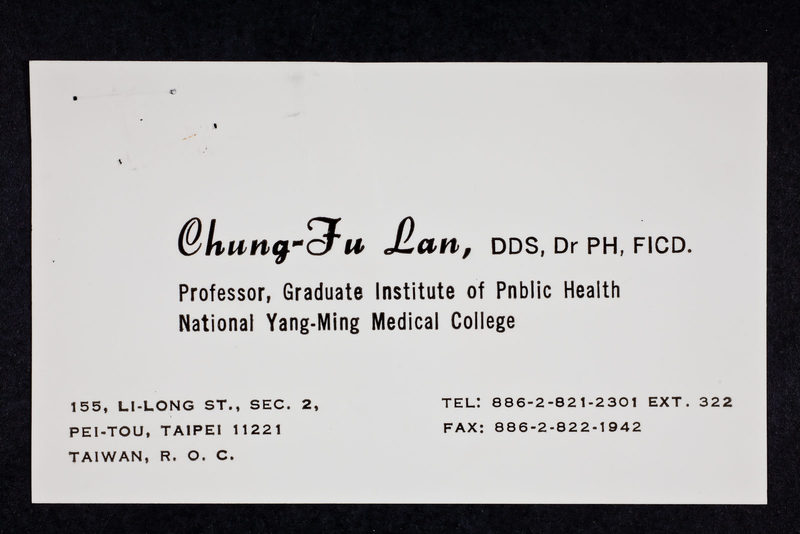 Chung-Fu Lan, DDS, Dr PH, FICD.
Professor, Graduate Institute of Pnblic Health
National Yang-Ming Medical College
155, LI-LONG ST., SEC. 2,
PEI-TOU, TAIPEI 11221
TAIWAN, R. O. C.
TEL: 886-2-821-2301 EXT. 322
FAX: 886-2-822-1942